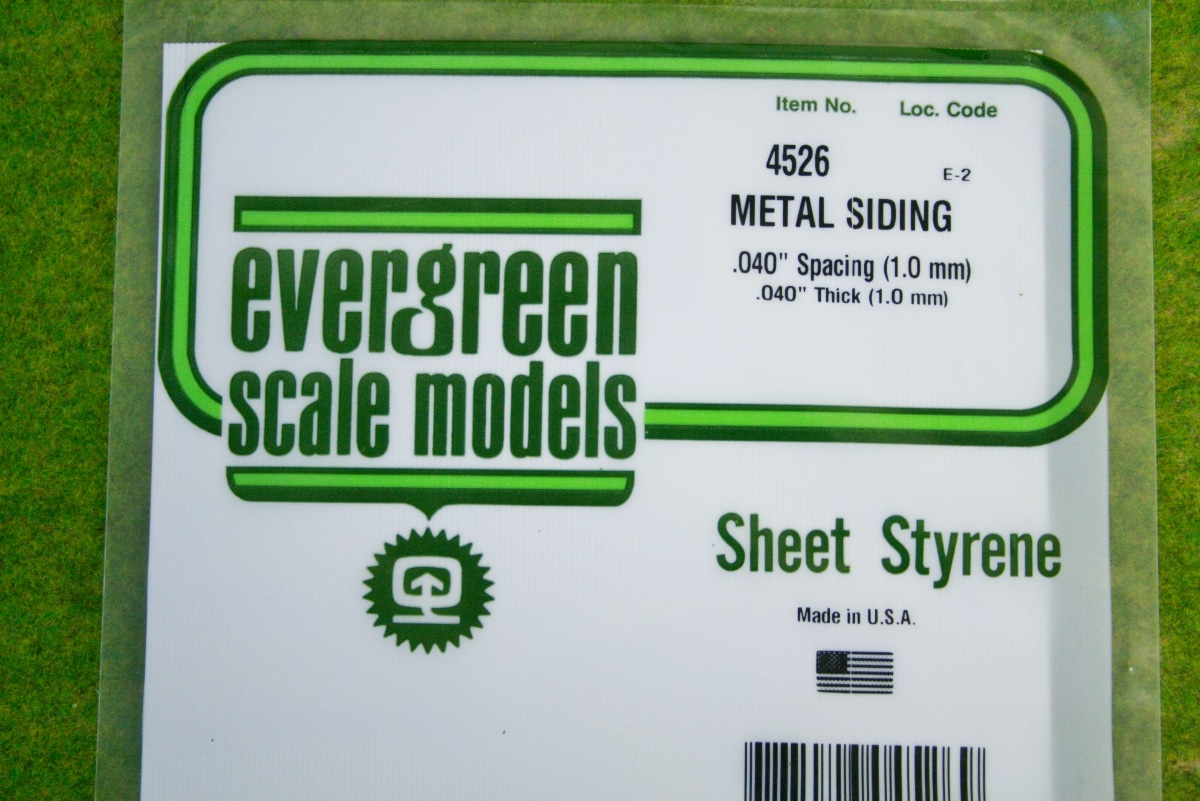 Item No. Loc. Code
4526 E-2
METAL SIDING
.040" Spacing (1.0 mm)
.040" Thick (1.0 mm)
evergreen
scale models
Sheet Styrene
Made in U.S.A.